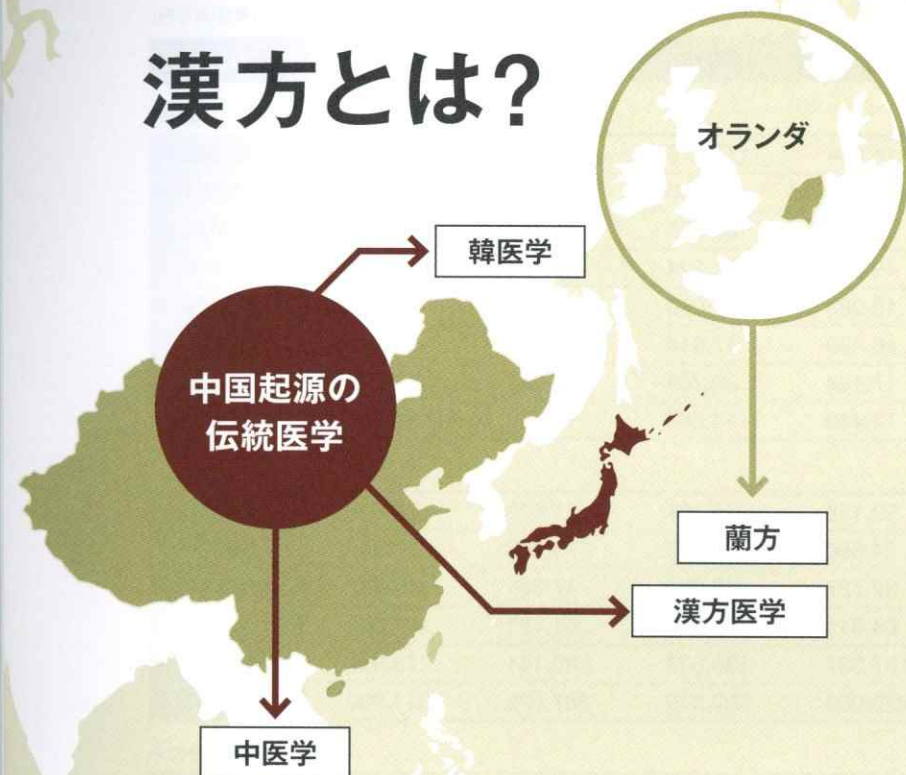 漢方とは?
オランダ
韓医学
中国起源の
伝統医学
蘭方
漢方医学
中医学